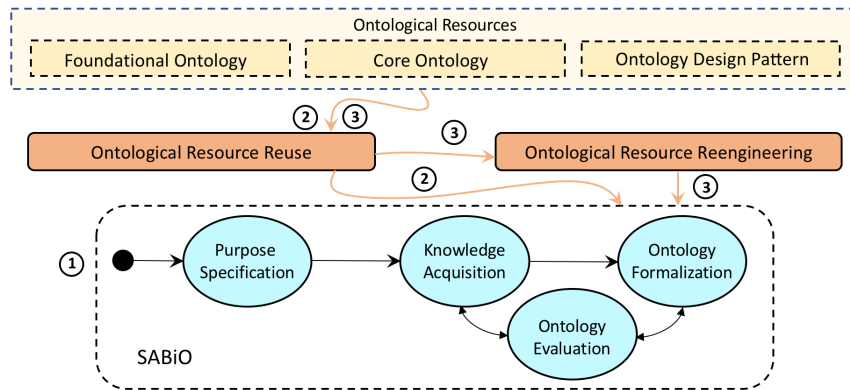 Ontological Resources
Foundational Ontology
Core Ontology
Ontology Design Pattern
2
3
3
Ontological Resource Reuse
Ontological Resource Reengineering
2
3
1
Purpose
Specification
Knowledge
Acquisition
Ontology
Formalization
Ontology
Evaluation
SABiO